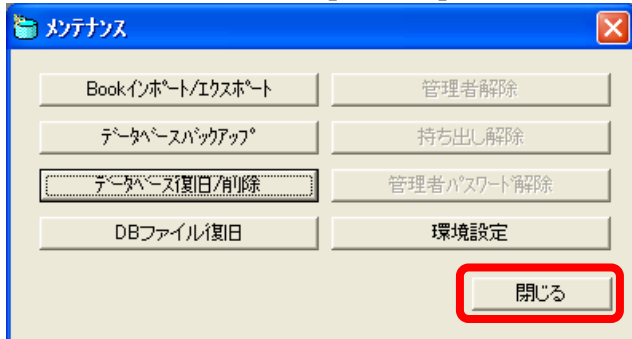 メンテナンス
Bookｲﾝﾎﾟｰﾄ/ｴｸｽﾎﾟｰﾄ
管理者解除
ﾃﾞｰﾀﾍﾞｰｽﾊﾞｯｸｱｯﾌﾟ
持ち出し解除
ﾃﾞｰﾀﾍﾞｰｽ復旧/削除
管理者ﾊﾟｽﾜｰﾄﾞ解除
DBファイル復旧
環境設定
閉じる